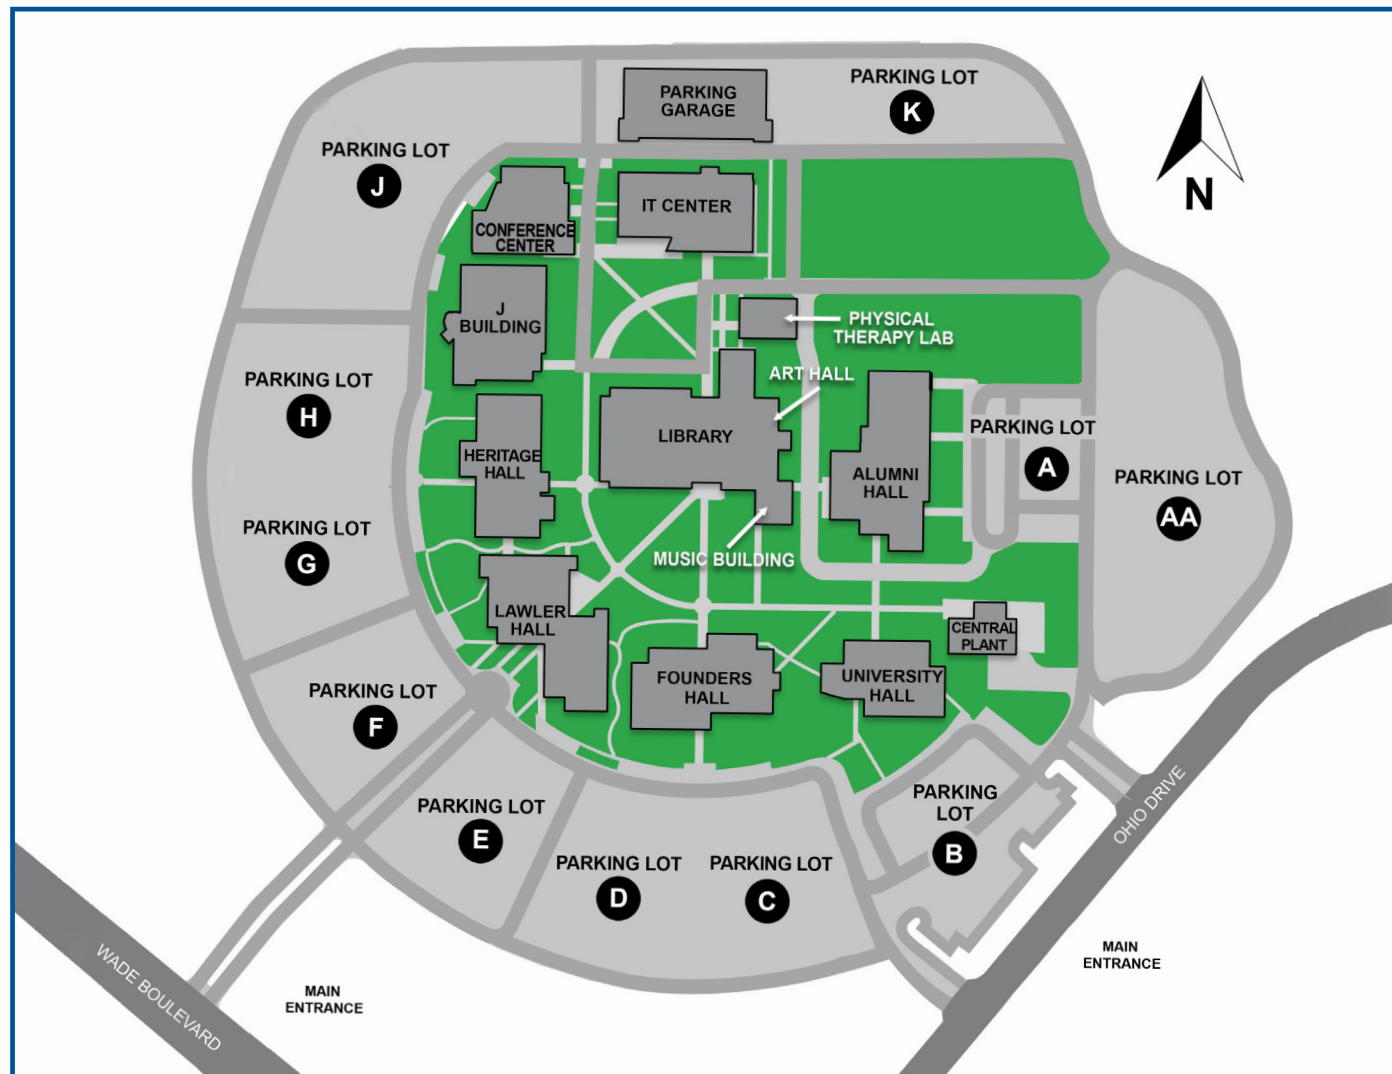 PARKING
GARAGE
PARKING LOT
K
PARKING LOT
J
N
IT CENTER
CONFERENCE
CENTER
J
BUILDING
PHYSICAL
THERAPY LAB
ART HALL
PARKING LOT
H
LIBRARY
HERITAGE
HALL
ALUMNI
HALL
PARKING LOT
A
PARKING LOT
AA
PARKING LOT
G
MUSIC BUILDING
LAWLER
HALL
CENTRAL
PLANT
FOUNDERS
HALL
UNIVERSITY
HALL
PARKING LOT
F
PARKING LOT
E
PARKING
LOT
B
OHIO DRIVE
PARKING LOT
D
PARKING LOT
C
WADE BOULEVARD
MAIN
ENTRANCE
MAIN
ENTRANCE